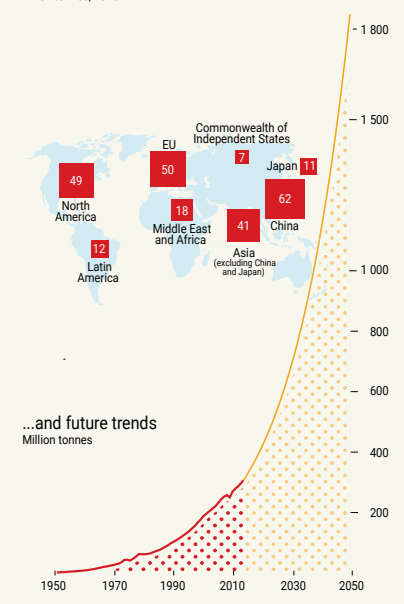 1 800
1 500
Commonwealth of
Independent States
7
EU
50
Japan 11
49
North
America
62
China
18
Middle East
and Africa
41
Asia
(excluding China
and Japan)
12
Latin
America
1 000
800
600
...and future trends
Million tonnes
400
200
1950 1970 1990 2010 2030 2050